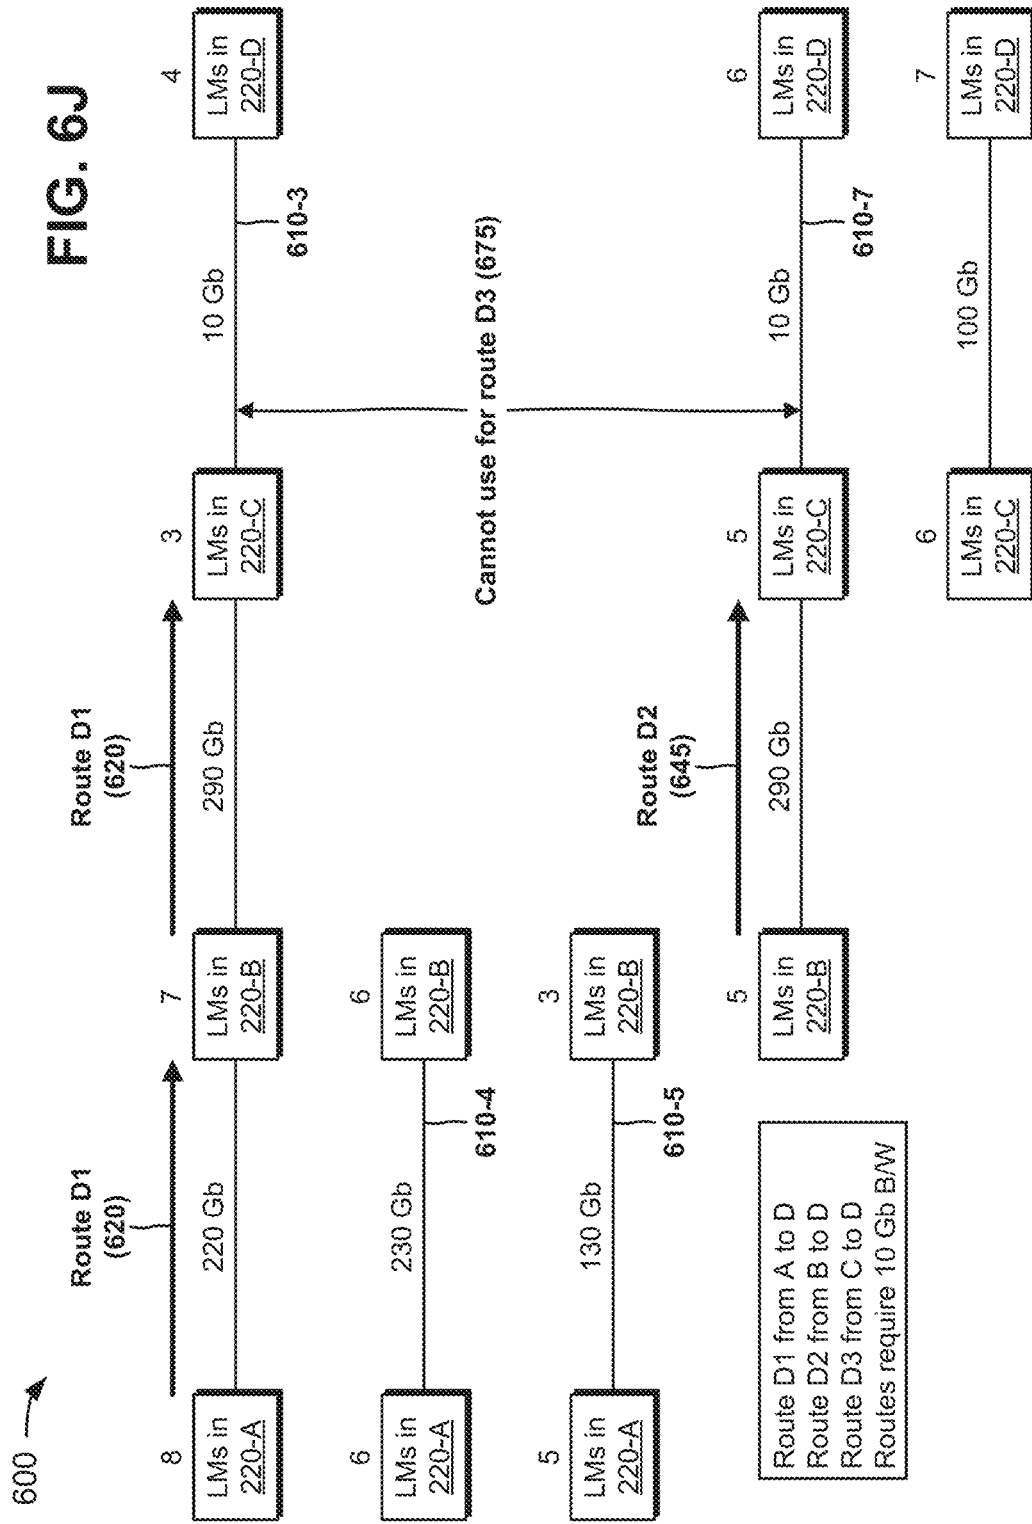 600
FIG. 6J
Route D1
(620)
Route D1
(620)
8
LMs in
220-A
220 Gb
7
LMs in
220-B
290 Gb
3
LMs in
220-C
10 Gb
610-3
4
LMs in
220-D
6
LMs in
220-A
230 Gb
610-4
6
LMs in
220-B
5
LMs in
220-A
130 Gb
610-5
3
LMs in
220-B
Cannot use for route D3 (675)
Route D2
(645)
5
LMs in
220-B
290 Gb
5
LMs in
220-C
10 Gb
610-7
6
LMs in
220-D
6
LMs in
220-C
100 Gb
7
LMs in
220-D
Route D1 from A to D
Route D2 from B to D
Route D3 from C to D
Routes require 10 Gb B/W